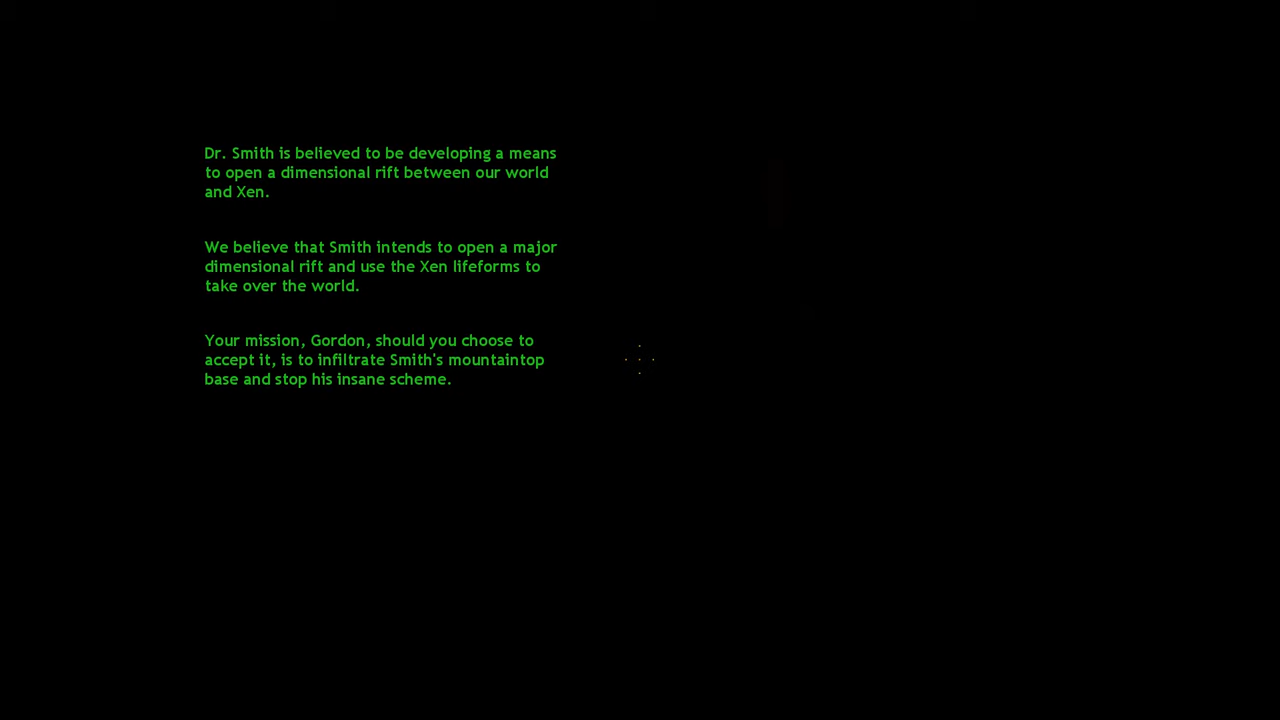 Dr. Smith is believed to be developing a means
to open a dimensional rift between our world
and Xen.
We believe that Smith intends to open a major
dimensional rift and use the Xen lifeforms to
take over the world.
Your mission, Gordon, should you choose to
accept it, is to infiltrate Smith's mountaintop
base and stop his insane scheme.